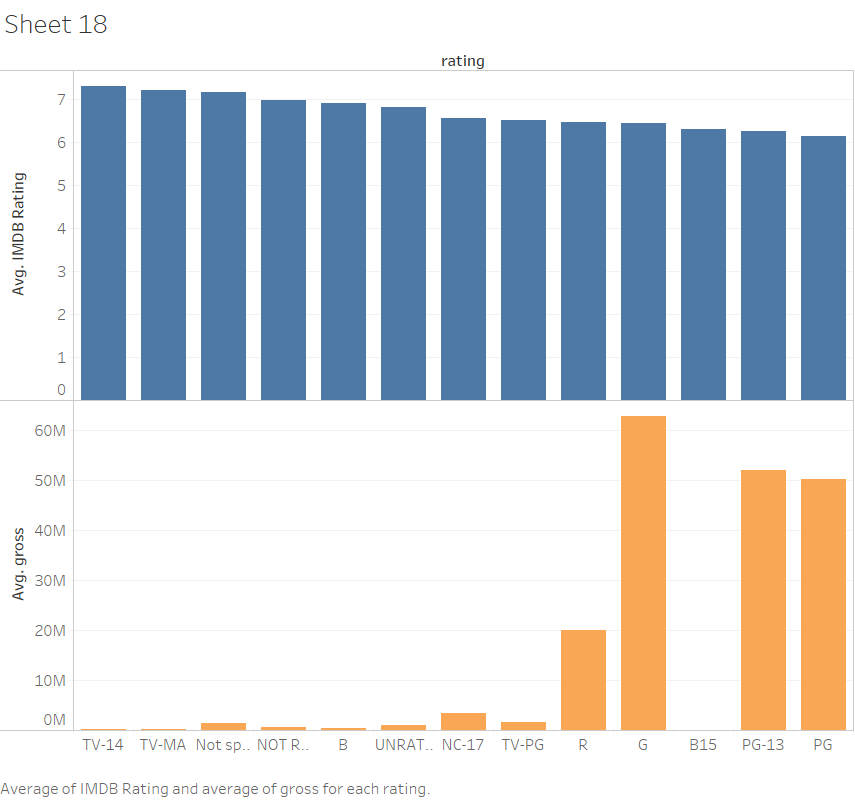 Sheet 18
rating
Avg. IMDB Rating
7
6
5
4
3
2
1
0
Avg. gross
60M
50M
40M
30M
20M
10M
0M
TV-14 TV-MA Not sp.. NOT R.. B UNRAT.. NC-17 TV-PG R G B15 PG-13 PG
Average of IMDB Rating and average of gross for each rating.